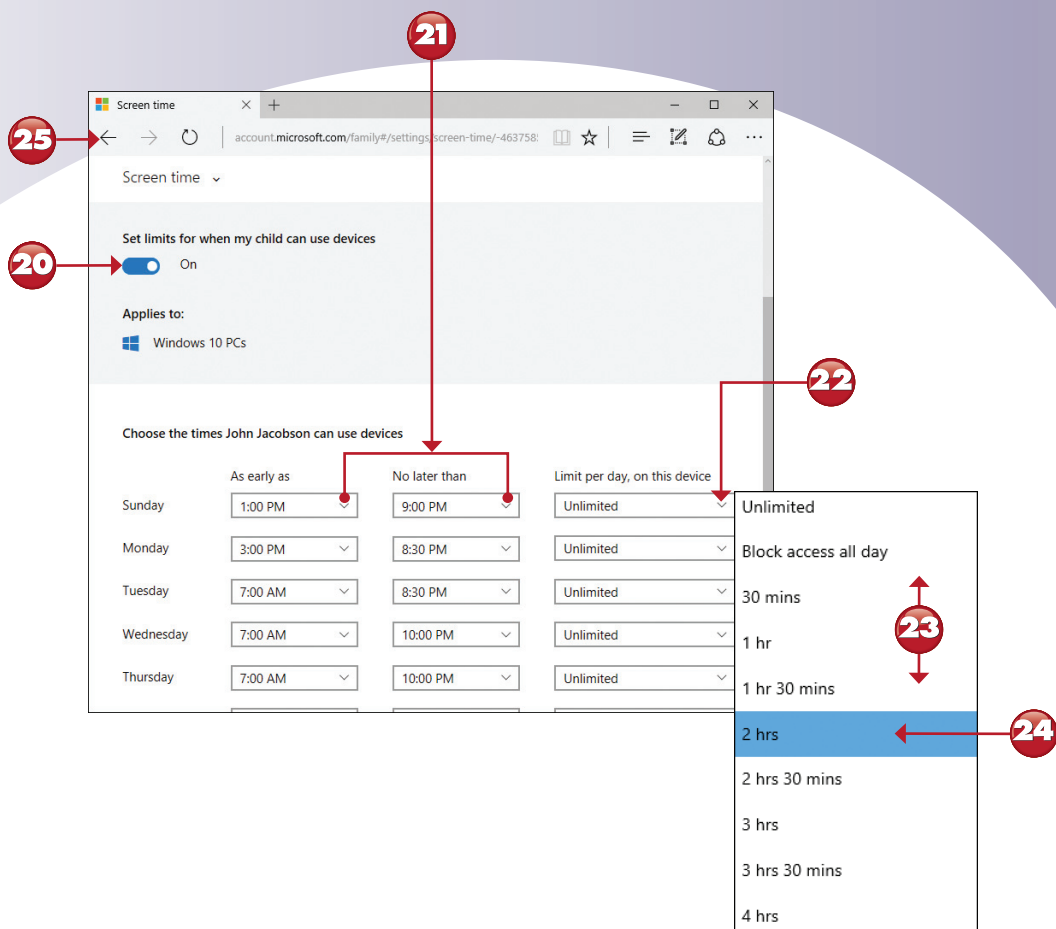 21
Screen time
25
account.microsoft.com/family#/settings/screen-time/-463758:
Screen time
Set limits for when my child can use devices
20
On
Applies to:
Windows 10 PCs
22
Choose the times John Jacobson can use devices
As early as No later than Limit per day, on this device
Sunday 1:00 PM 9:00 PM Unlimited
Monday 3:00 PM 8:30 PM Unlimited
Tuesday 7:00 AM 8:30 PM Unlimited
Wednesday 7:00 AM 10:00 PM Unlimited
Thursday 7:00 AM 10:00 PM Unlimited
Unlimited
Block access all day
30 mins
23
1 hr
1 hr 30 mins
2 hrs
24
2 hrs 30 mins
3 hrs
3 hrs 30 mins
4 hrs